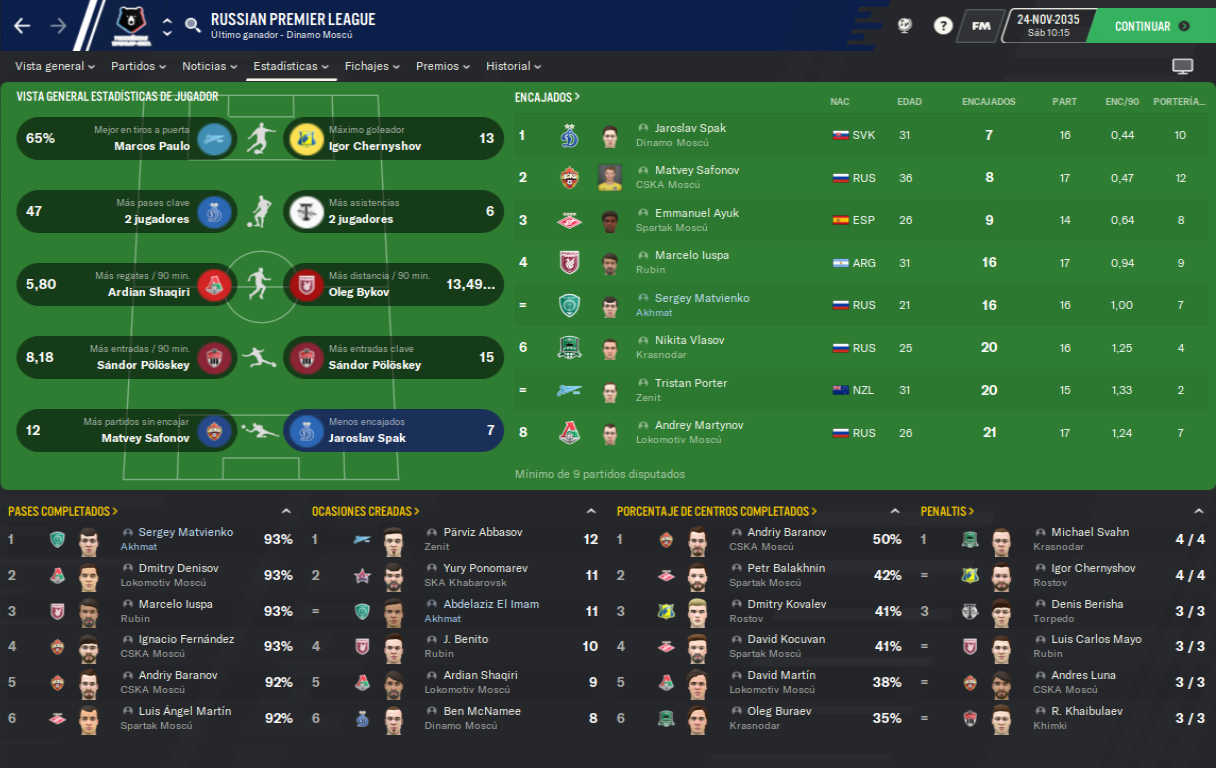 RUSSIAN PREMIER LEAGUE
Último ganador - Dinamo Moscú
?
FM
24-NOV-2035
Sáb 10:15
CONTINUAR
Vista general Partidos Noticias Estadísticas Fichajes Premios Historial
VISTA GENERAL ESTADÍSTICAS DE JUGADOR
65% Mejor en tiros a puerta Marcos Paulo
Máximo goleador Igor Chernyshov 13
47 Más pases clave 2 jugadores
Más asistencias 2 jugadores 6
5,80 Más regates / 90 min. Ardian Shaqiri
Más distancia / 90 min. Oleg Bykov 13,49...
8,18 Más entradas / 90 min. Sándor Pölöskey
Más entradas clave Sándor Pölöskey 15
12 Más partidos sin encajar Matvey Safonov
Menos encajados Jaroslav Spak 7
ENCAJADOS > NAC EDAD ENCAJADOS PART ENC/90 PORTERÍA...
1 Jaroslav Spak Dinamo Moscú SVK 31 7 16 0,44 10
2 Matvey Safonov CSKA Moscú RUS 36 8 17 0,47 12
3 Emmanuel Ayuk Spartak Moscú ESP 26 9 14 0,64 8
4 Marcelo Iuspa Rubin ARG 31 16 17 0,94 9
= Sergey Matvienko Akhmat RUS 21 16 16 1,00 7
6 Nikita Vlasov Krasnodar RUS 25 20 16 1,25 4
= Tristan Porter Zenit NZL 31 20 15 1,33 2
8 Andrey Martynov Lokomotiv Moscú RUS 26 21 17 1,24 7
Mínimo de 9 partidos disputados
PASES COMPLETADOS >
1 Sergey Matvienko Akhmat 93%
2 Dmitry Denisov Lokomotiv Moscú 93%
3 Marcelo Iuspa Rubin 93%
4 Ignacio Fernández CSKA Moscú 93%
5 Andriy Baranov CSKA Moscú 92%
6 Luis Ángel Martín Spartak Moscú 92%
OCASIONES CREADAS >
1 Pärviz Abbasov Zenit 12
2 Yury Ponomarev SKA Khabarovsk 11
= Abdelaziz El Imam Akhmat 11
4 J. Benito Rubin 10
5 Ardian Shaqiri Lokomotiv Moscú 9
6 Ben McNamee Dinamo Moscú 8
PORCENTAJE DE CENTROS COMPLETADOS >
1 Andriy Baranov CSKA Moscú 50%
2 Petr Balakhnin Spartak Moscú 42%
3 Dmitry Kovalev Rostov 41%
4 David Kocuvan Spartak Moscú 41%
5 David Martín Lokomotiv Moscú 38%
6 Oleg Buraev Krasnodar 35%
PENALTIS >
1 Michael Svahn Krasnodar 4 / 4
= Igor Chernyshov Rostov 4 / 4
3 Denis Berisha Torpedo 3 / 3
= Luis Carlos Mayo Rubin 3 / 3
= Andres Luna CSKA Moscú 3 / 3
= R. Khaibulaev Khimki 3 / 3